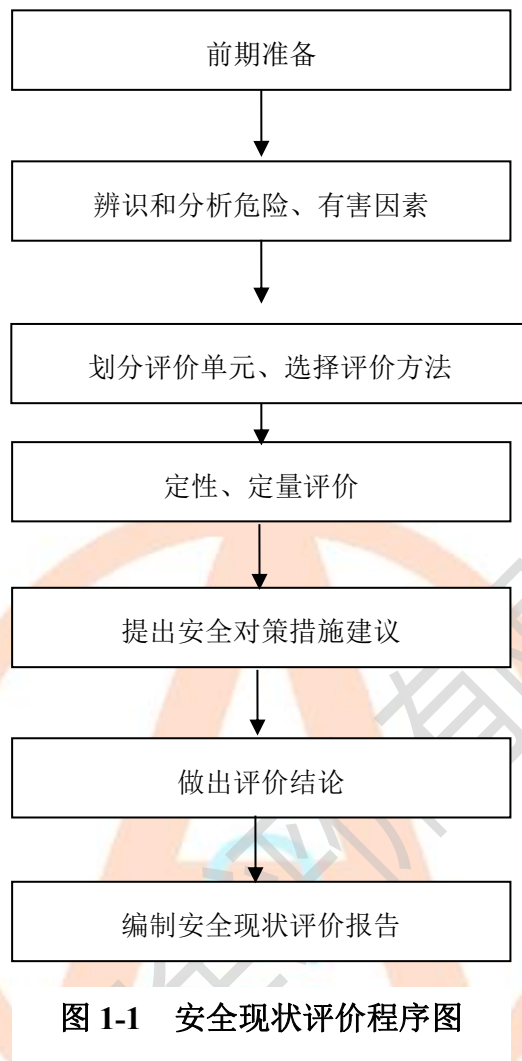 前期准备
辨识和分析危险、有害因素
划分评价单元、选择评价方法
定性、定量评价
提出安全对策措施建议
做出评价结论
编制安全现状评价报告
图 1-1 安全现状评价程序图